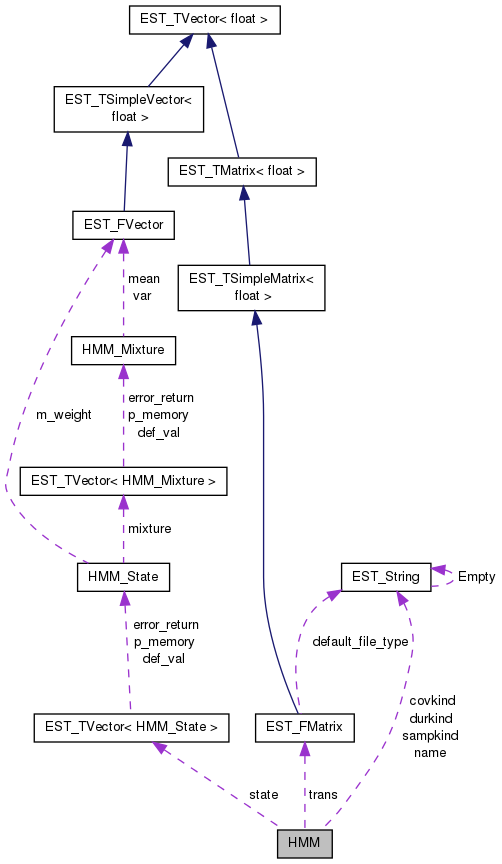 EST_TVector< float >
EST_TSimpleVector<
float >
EST_TMatrix< float >
EST_FVector
EST_TSimpleMatrix<
float >
mean
var
HMM_Mixture
error_return
p_memory
def_val
m_weight
EST_TVector< HMM_Mixture >
mixture
HMM_State
EST_String
Empty
error_return
p_memory
def_val
default_file_type
covkind
durkind
sampkind
name
EST_TVector< HMM_State >
EST_FMatrix
state
trans
HMM